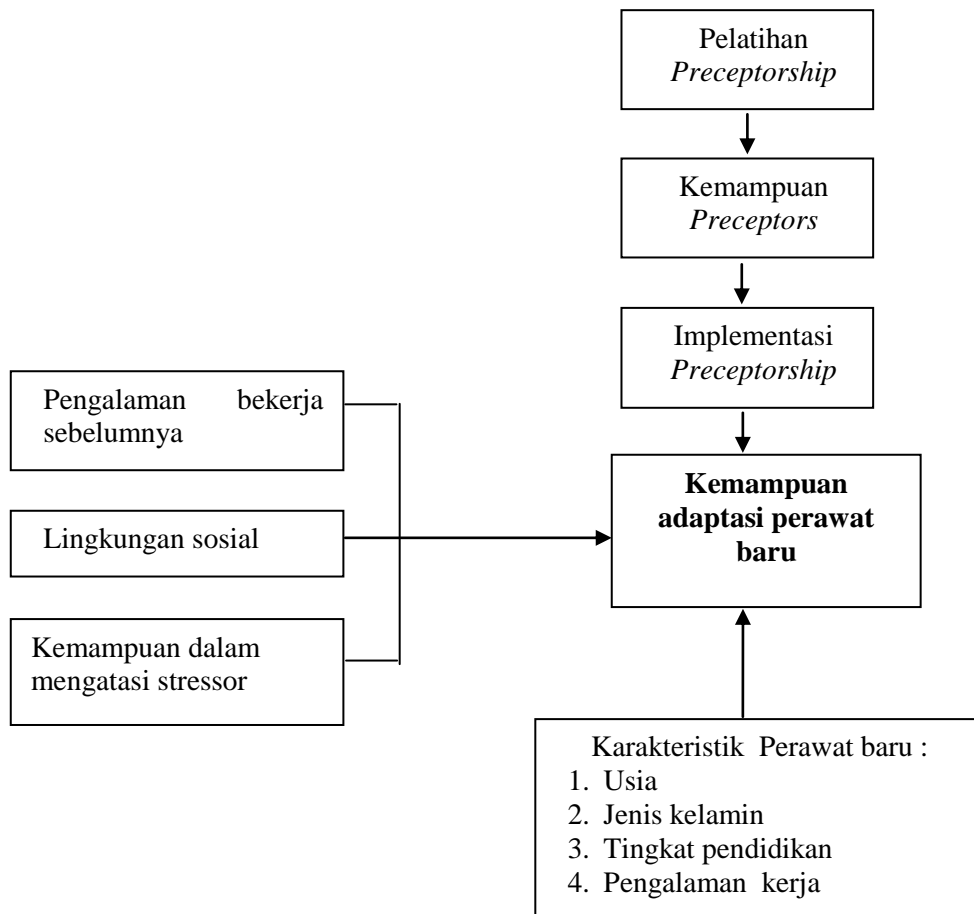 Pelatihan
Preceptorship
Kemampuan
Preceptors
Implementasi
Preceptorship
Pengalaman bekerja
sebelumnya
Lingkungan sosial
Kemampuan dalam
mengatasi stressor
Kemampuan
adaptasi perawat
baru
Karakteristik Perawat baru :
1. Usia
2. Jenis kelamin
3. Tingkat pendidikan
4. Pengalaman kerja